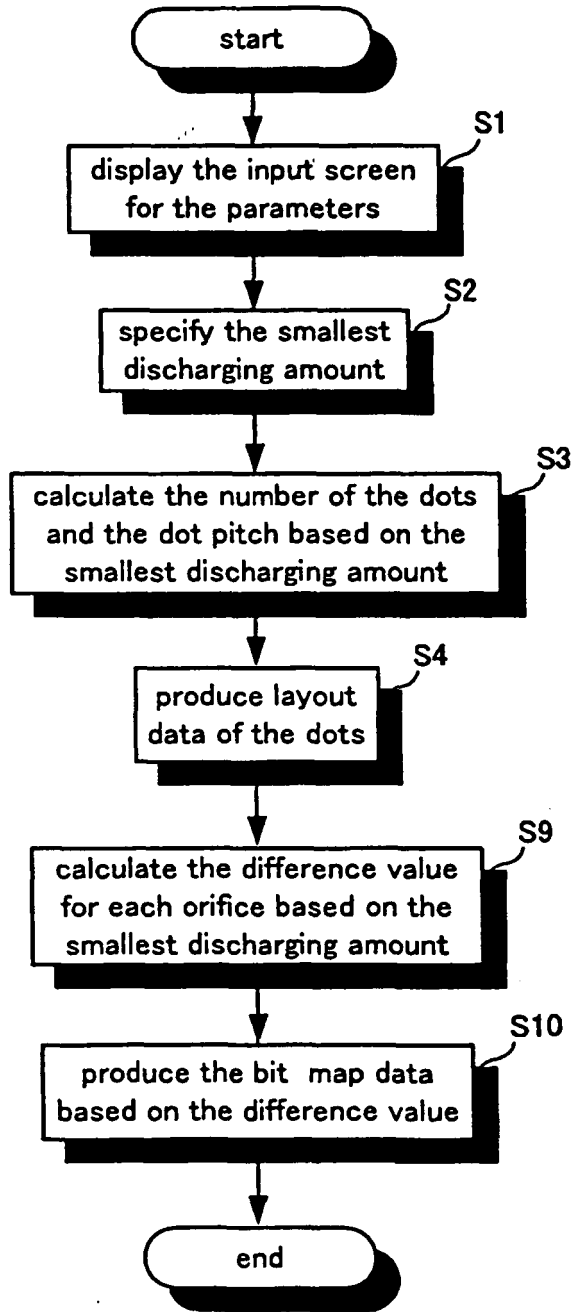 start
S1
display the input screen
for the parameters
S2
specify the smallest
discharging amount
S3
calculate the number of the dots
and the dot pitch based on the
smallest discharging amount
S4
produce layout
data of the dots
S9
calculate the difference value
for each orifice based on the
smallest discharging amount
S10
produce the bit map data
based on the difference value
end